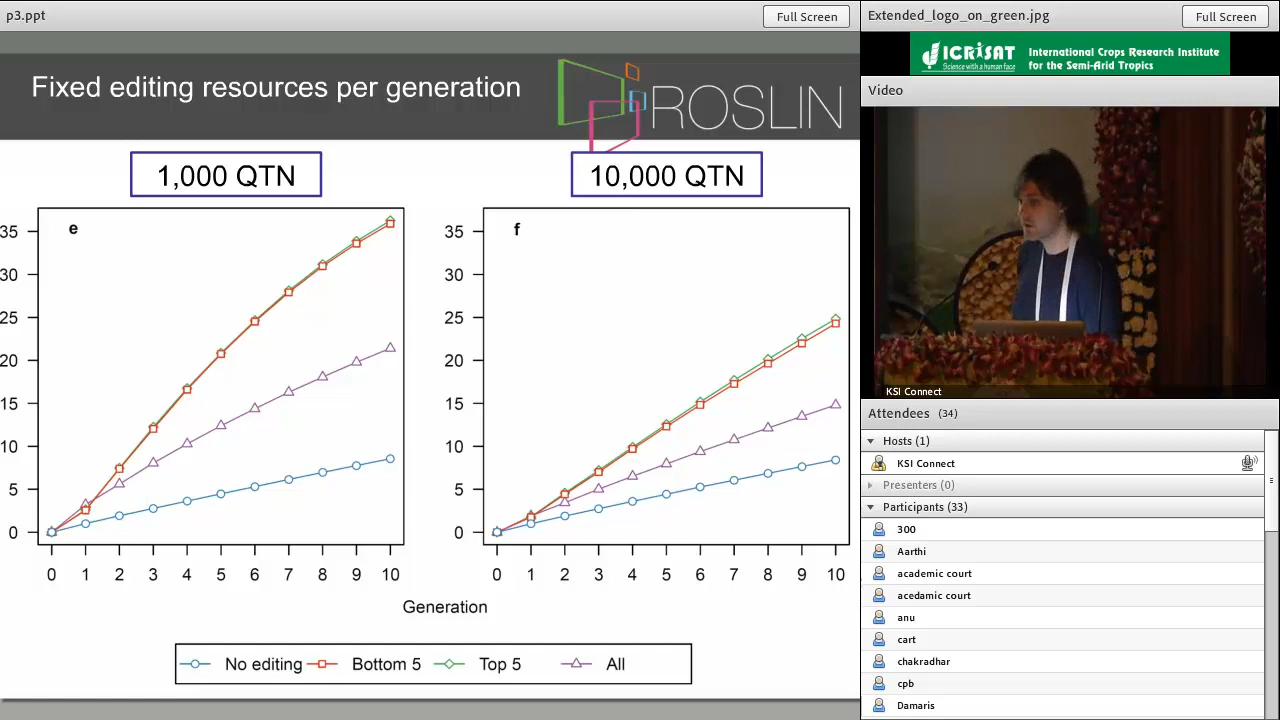 p3.ppt
Full Screen
Fixed editing resources per generation
ROSLIN
1,000 QTN
10,000 QTN
e
35
30
25
20
15
10
5
0
0 1 2 3 4 5 6 7 8 9 10
f
35
30
25
20
15
10
5
0
0 1 2 3 4 5 6 7 8 9 10
Generation
No editing Bottom 5 Top 5 All
Extended_logo_on_green.jpg
Full Screen
ICRISAT
Science with a human face
International Crops Research Institute
for the Semi-Arid Tropics
Video
KSI Connect
Attendees (34)
Hosts (1)
KSI Connect
Presenters (0)
Participants (33)
300
Aarthi
academic court
acedamic court
anu
cart
chakradhar
cpb
Damaris